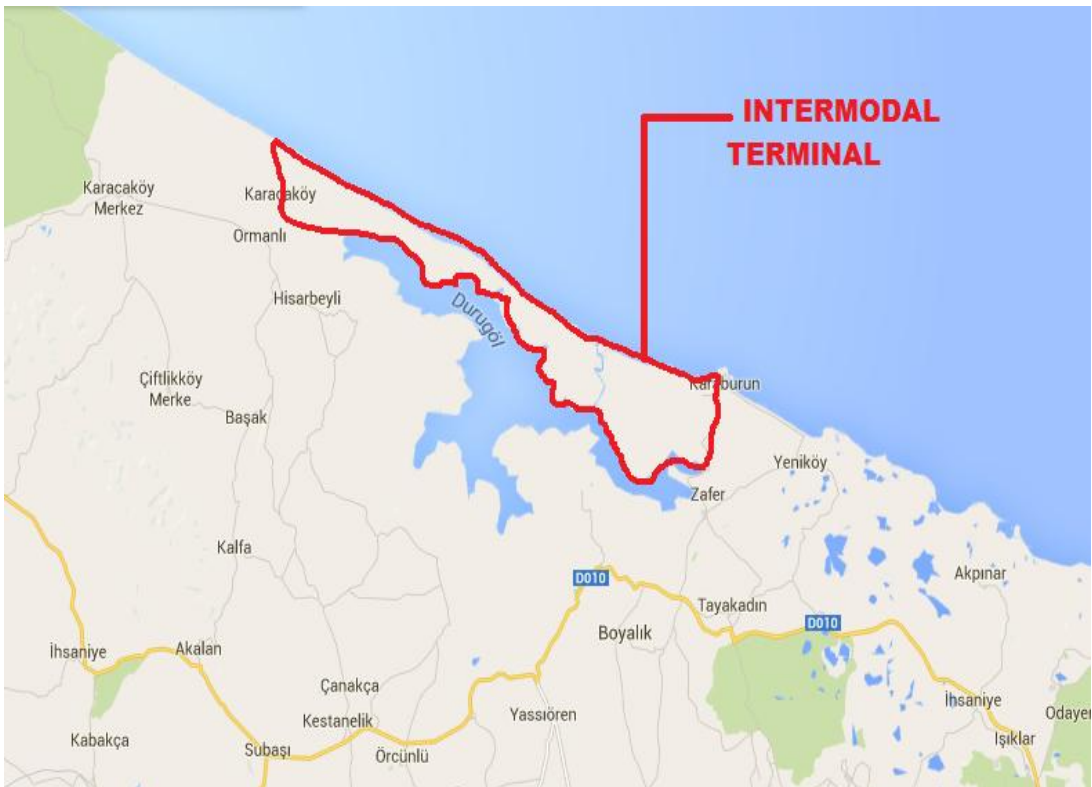 INTERMODAL
TERMINAL
Karacaköy
Merkez
Karacaköy
Ormanlı
Hisarbeyli
Durugöl
Çiftlikköy
Merke
Başak
Karaburun
Yeniköy
Zafer
Kalfa
D010
Akpınar
Tayakadın
D010
Boyalık
İhsaniye
Akalan
Çanakça
Kestanelik
Yassıören
İhsaniye
Odayer
Kabakça
Subaşı
Örcünlü
Işıklar